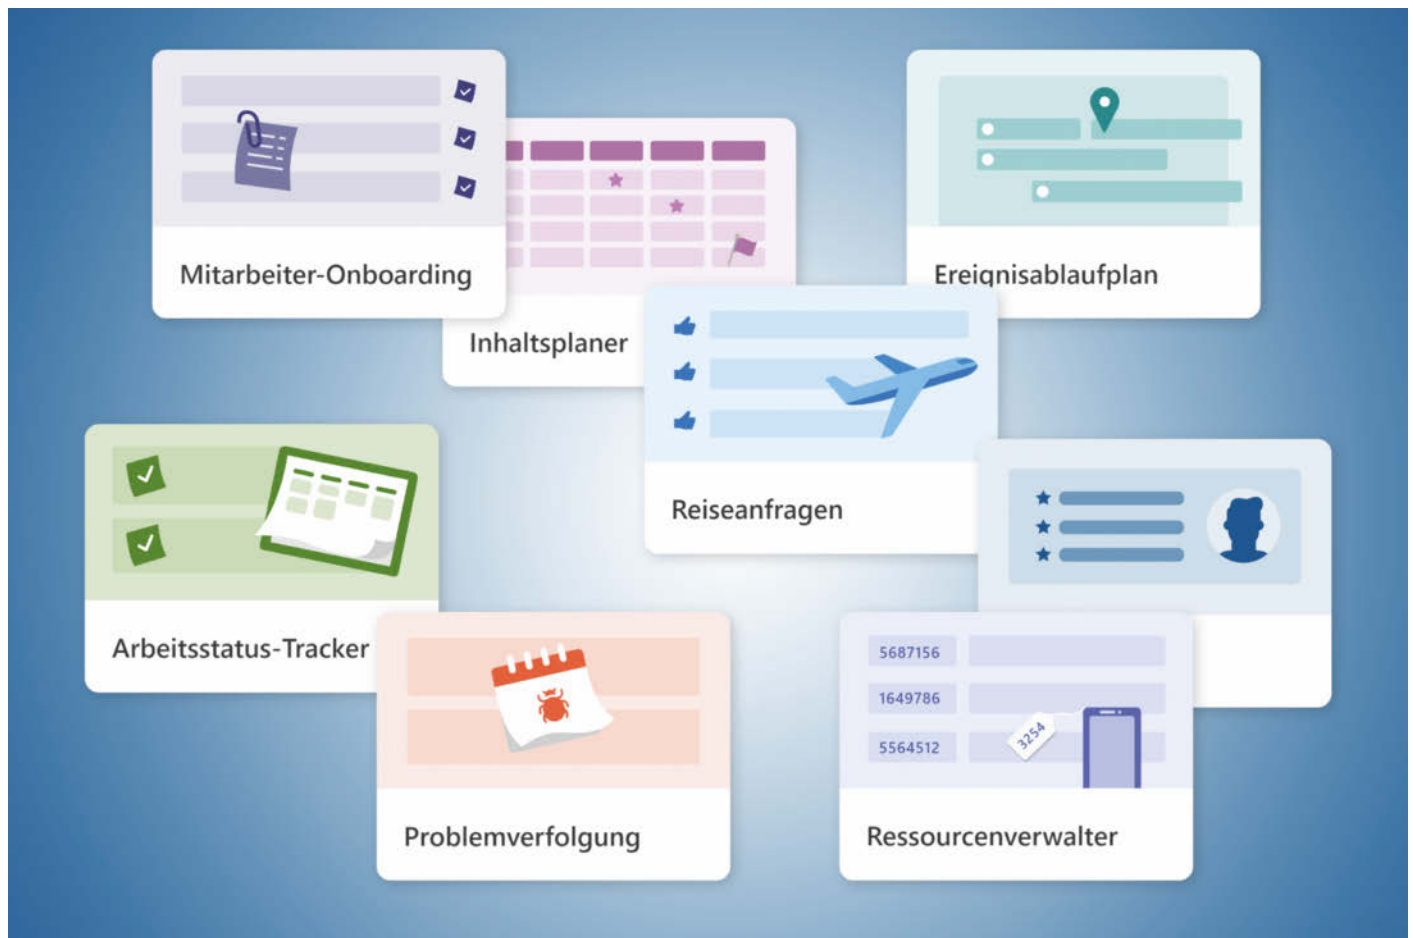 Mitarbeiter-Onboarding
Inhaltsplaner
Ereignisablaufplan
Reiseanfragen
Arbeitsstatus-Tracker
Problemverfolgung
5687156
1649786
5564512
3254
Ressourcenverwalter